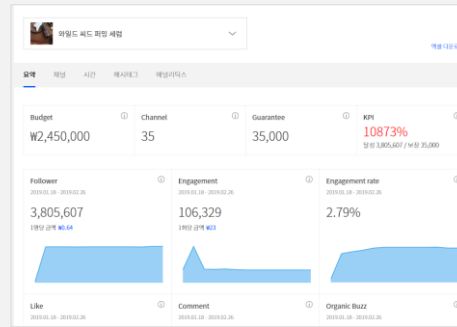 와일드 씨드 퍼밍 세럼
엑셀 다운로
요약 채널 시간 해시태그 애널리틱스
Budget
₩2,450,000
Channel
35
Guarantee
35,000
KPI
10873%
달성 3,805,607 / 보장 35,000
Follower
2019.01.18 - 2019.02.26
3,805,607
1명당 금액 ₩0.64
Engagement
2019.01.18 - 2019.02.26
106,329
1회당 금액 ₩23
Engagement rate
2019.01.18 - 2019.02.26
2.79%
Like
2019.01.18 - 2019.02.26
Comment
2019.01.18 - 2019.02.26
Organic Buzz
2019.01.18 - 2019.02.26